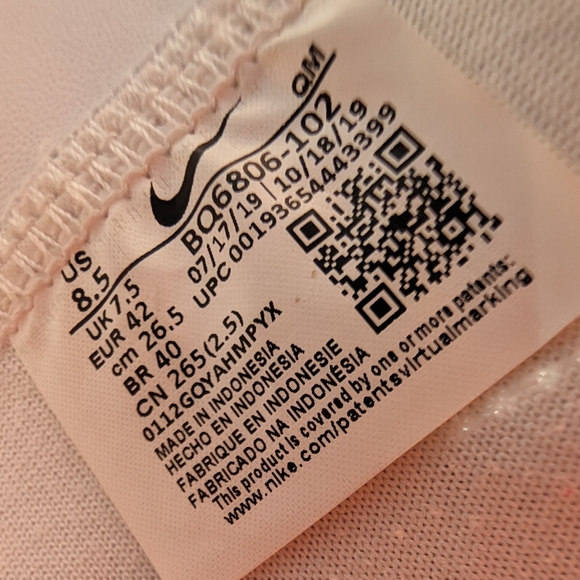 QM
US
8.5
UK 7.5
EUR 42
cm 26.5
BR 40
CN 265 (2.5)
BQ6806-102
07/17/19 | 10/18/19
UPC 00193654443399
0112GQYAHMPYX
MADE IN INDONESIA
HECHO EN INDONESIA
FABRIQUE EN INDONESIE
FABRICADO NA INDONÉSIA
This product is covered by one or more patents:
www.nike.com/patentsvirtualmarking